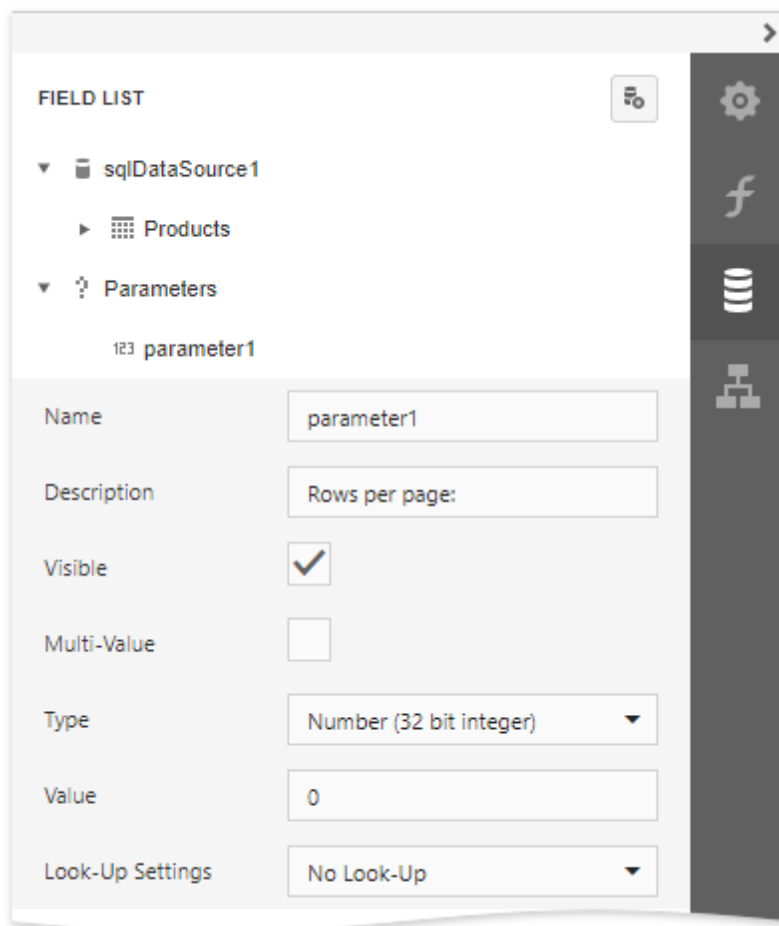 FIELD LIST
sqlDataSource1
Products
Parameters
123 parameter1
Name parameter1
Description Rows per page:
Visible
Multi-Value
Type Number (32 bit integer)
Value 0
Look-Up Settings No Look-Up